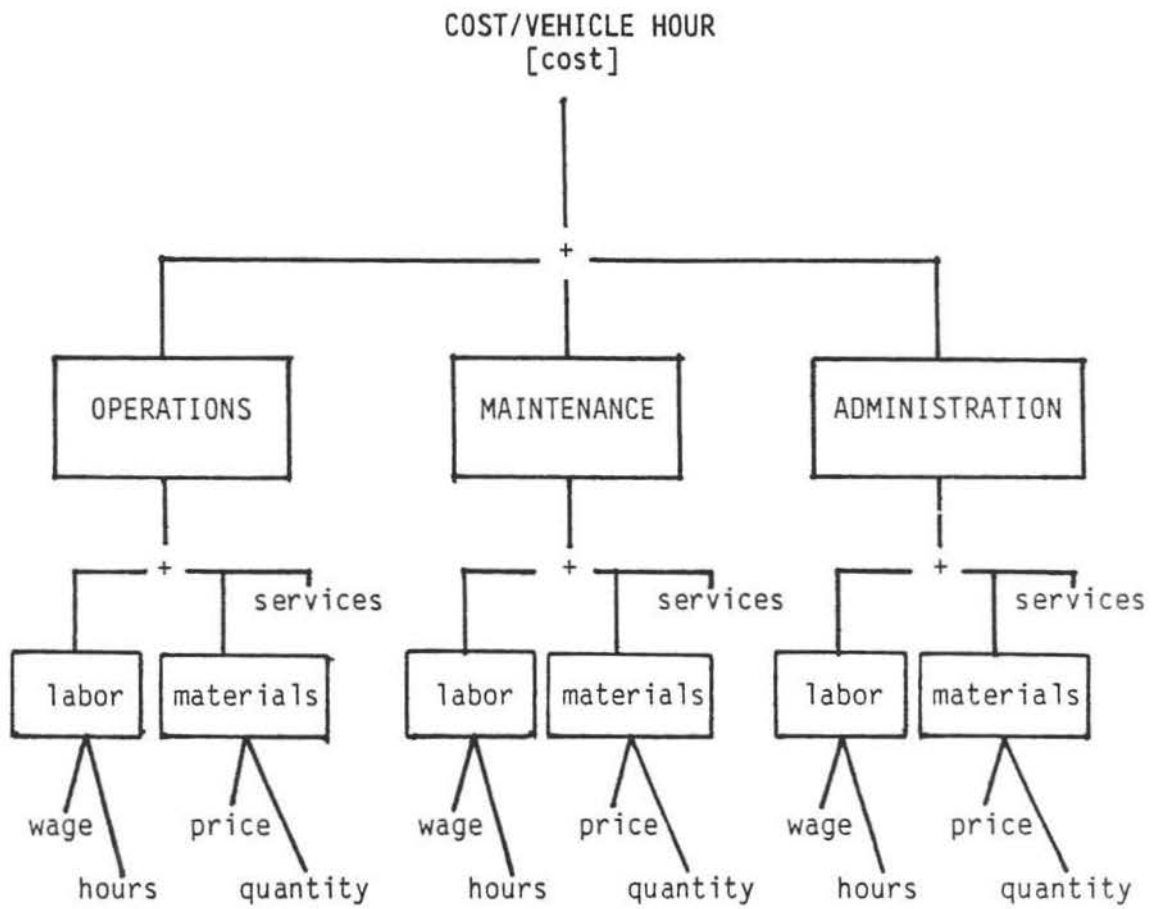 COST/VEHICLE HOUR
[cost]
+
OPERATIONS MAINTENANCE ADMINISTRATION
+ + +
services services services
labor materials labor materials labor materials
wage price wage price wage price
hours quantity hours quantity hours quantity